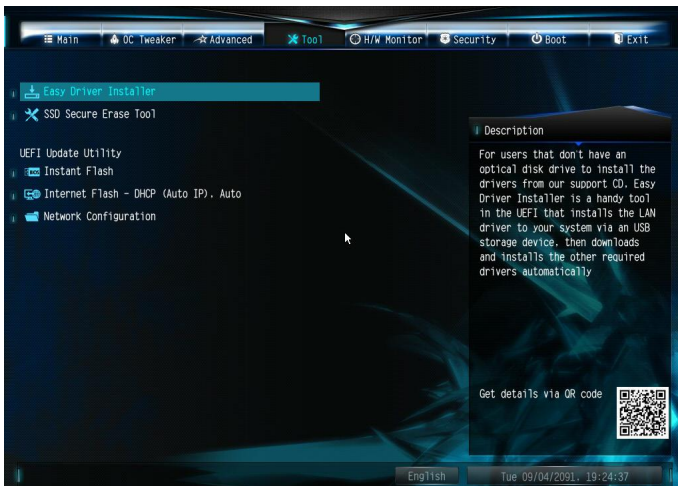 Main OC Tweaker Advanced Tool H/W Monitor Security Boot Exit
Easy Driver Installer
SSD Secure Erase Tool
UEFI Update Utility
Instant Flash
Internet Flash - DHCP (Auto IP). Auto
Network Configuration
Description
For users that don't have an
optical disk drive to install the
drivers from our support CD. Easy
Driver Installer is a handy tool
in the UEFI that installs the LAN
driver to your system via an USB
storage device. then downloads
and installs the other required
drivers automatically
Get details via QR code
English Tue 09/04/2091. 19:24:37